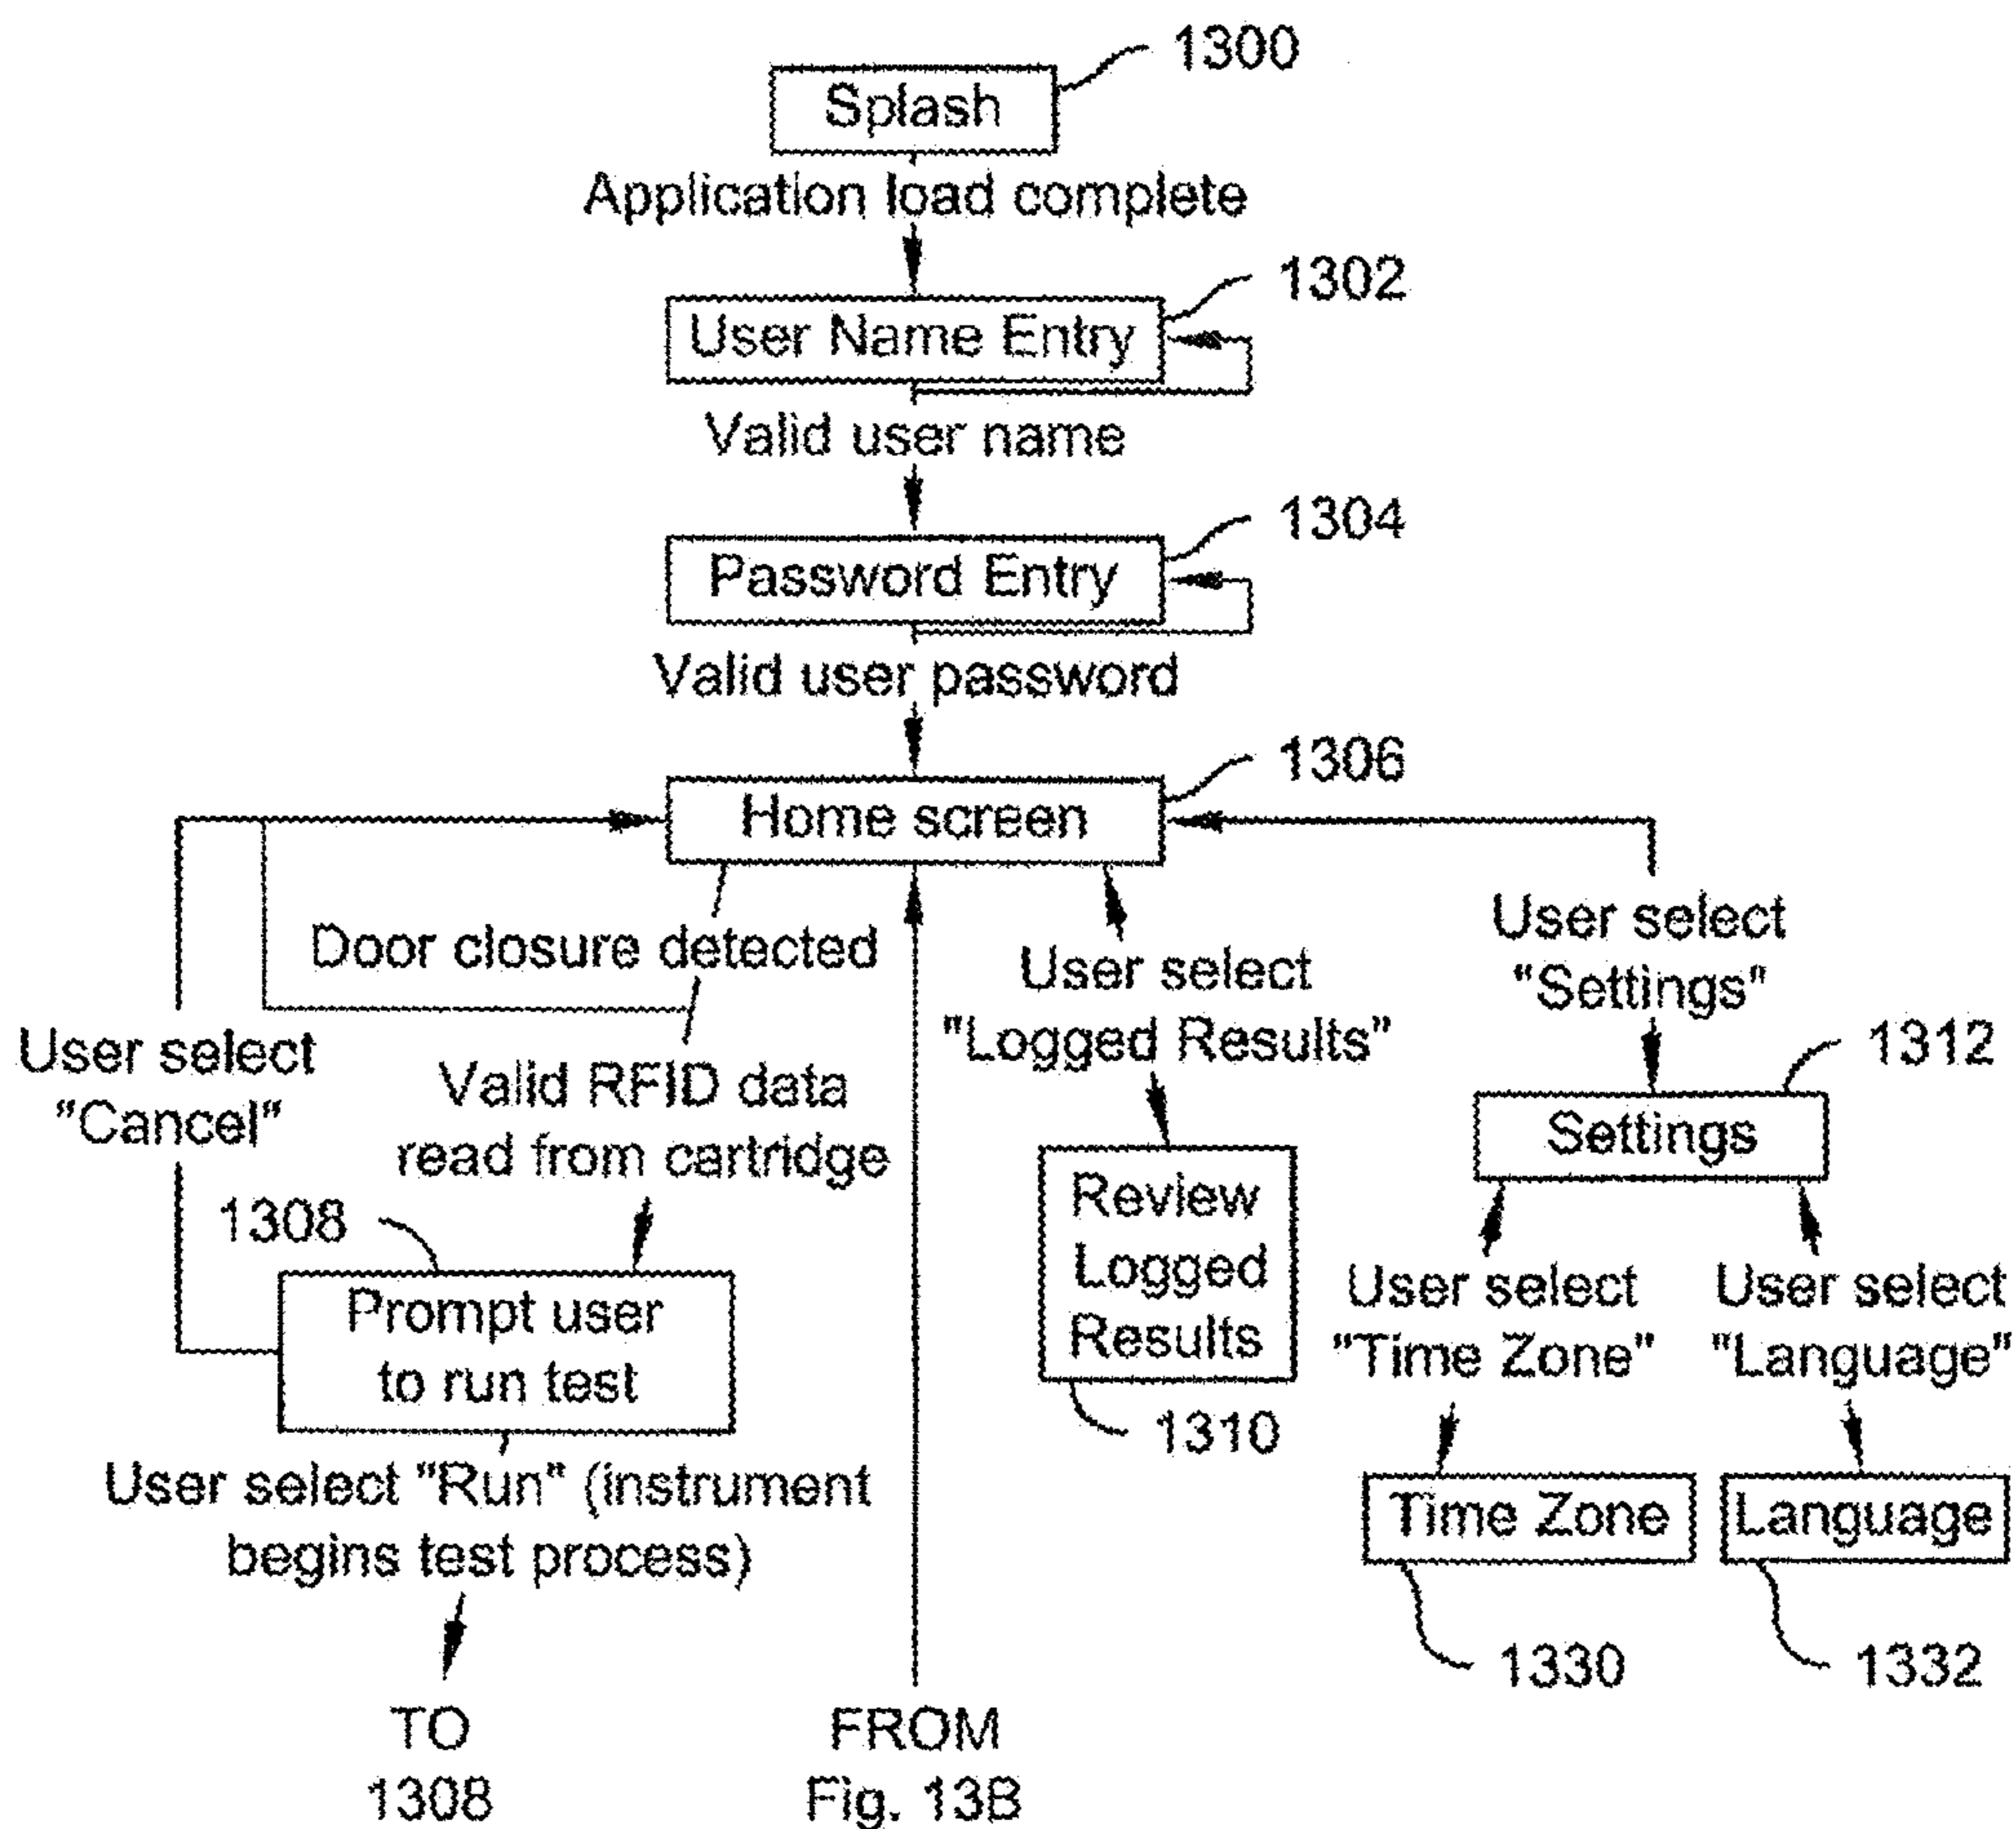 1300
Splash
Application load complete
1302
User Name Entry
Valid user name
1304
Password Entry
Valid user password
1306
Home screen
Door closure detected
User select
"Cancel"
Valid RFID data
read from cartridge
User select
"Logged Results"
User select
"Settings"
1312
Settings
1308
Prompt user
to run test
Review
Logged
Results
1310
User select
"Time Zone"
User select
"Language"
User select "Run" (instrument
begins test process)
Time Zone
Language
1330
1332
TO
1308
FROM
Fig. 13B